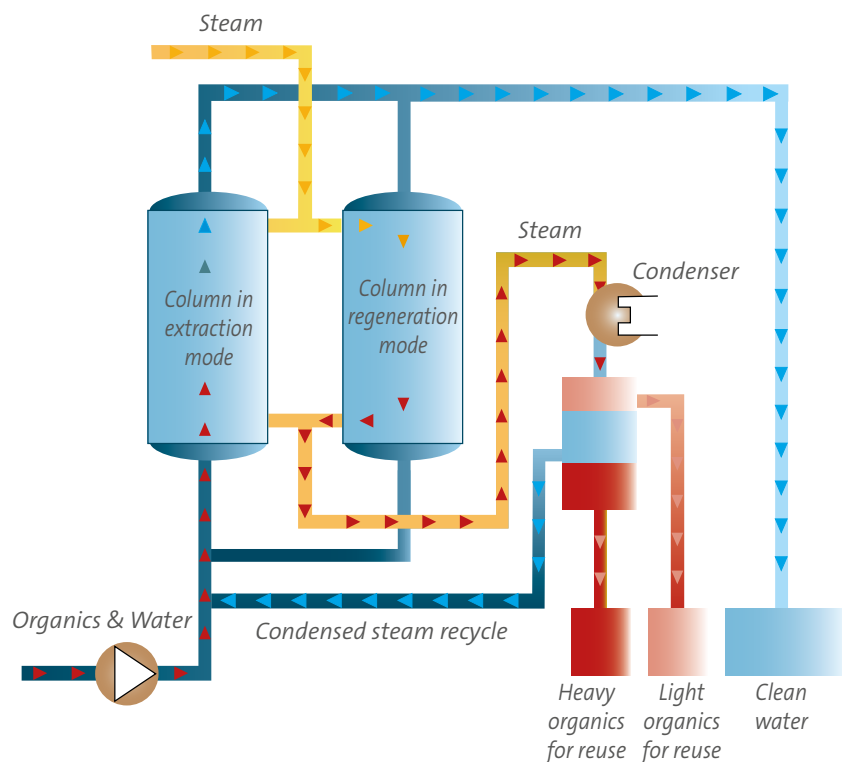 Steam
Column in
extraction
mode
Column in
regeneration
mode
Steam
Condenser
Organics & Water
Condensed steam recycle
Heavy
organics
for reuse
Light
organics
for reuse
Clean
water